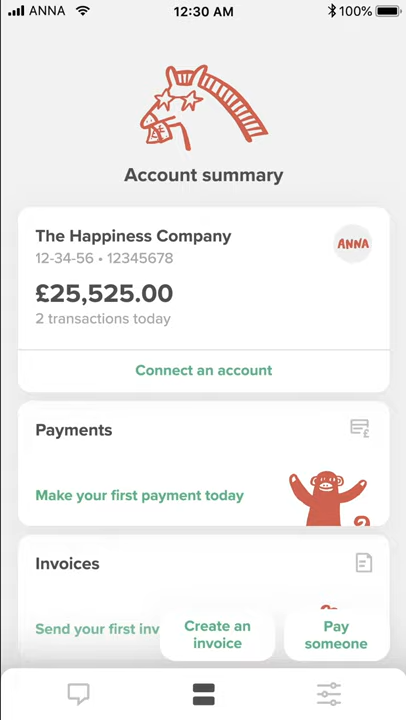 ANNA
12:30 AM
100%
Account summary
The Happiness Company
12-34-56 • 12345678
ANNA
£25,525.00
2 transactions today
Connect an account
Payments
£
Make your first payment today
Invoices
Send your first inv
Create an
invoice
Pay
someone